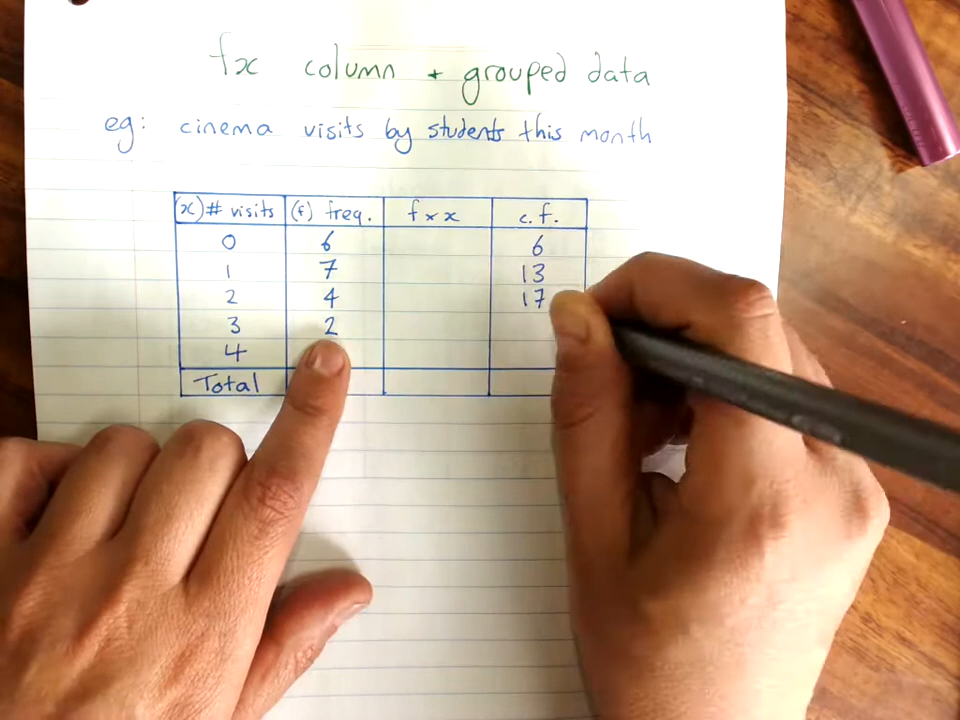 fx column + grouped data
eg: cinema visits by students this month
(x) # visits (f) freq. f × x c.f.
0 6 6
1 7 13
2 4 17
3 2
4
Total